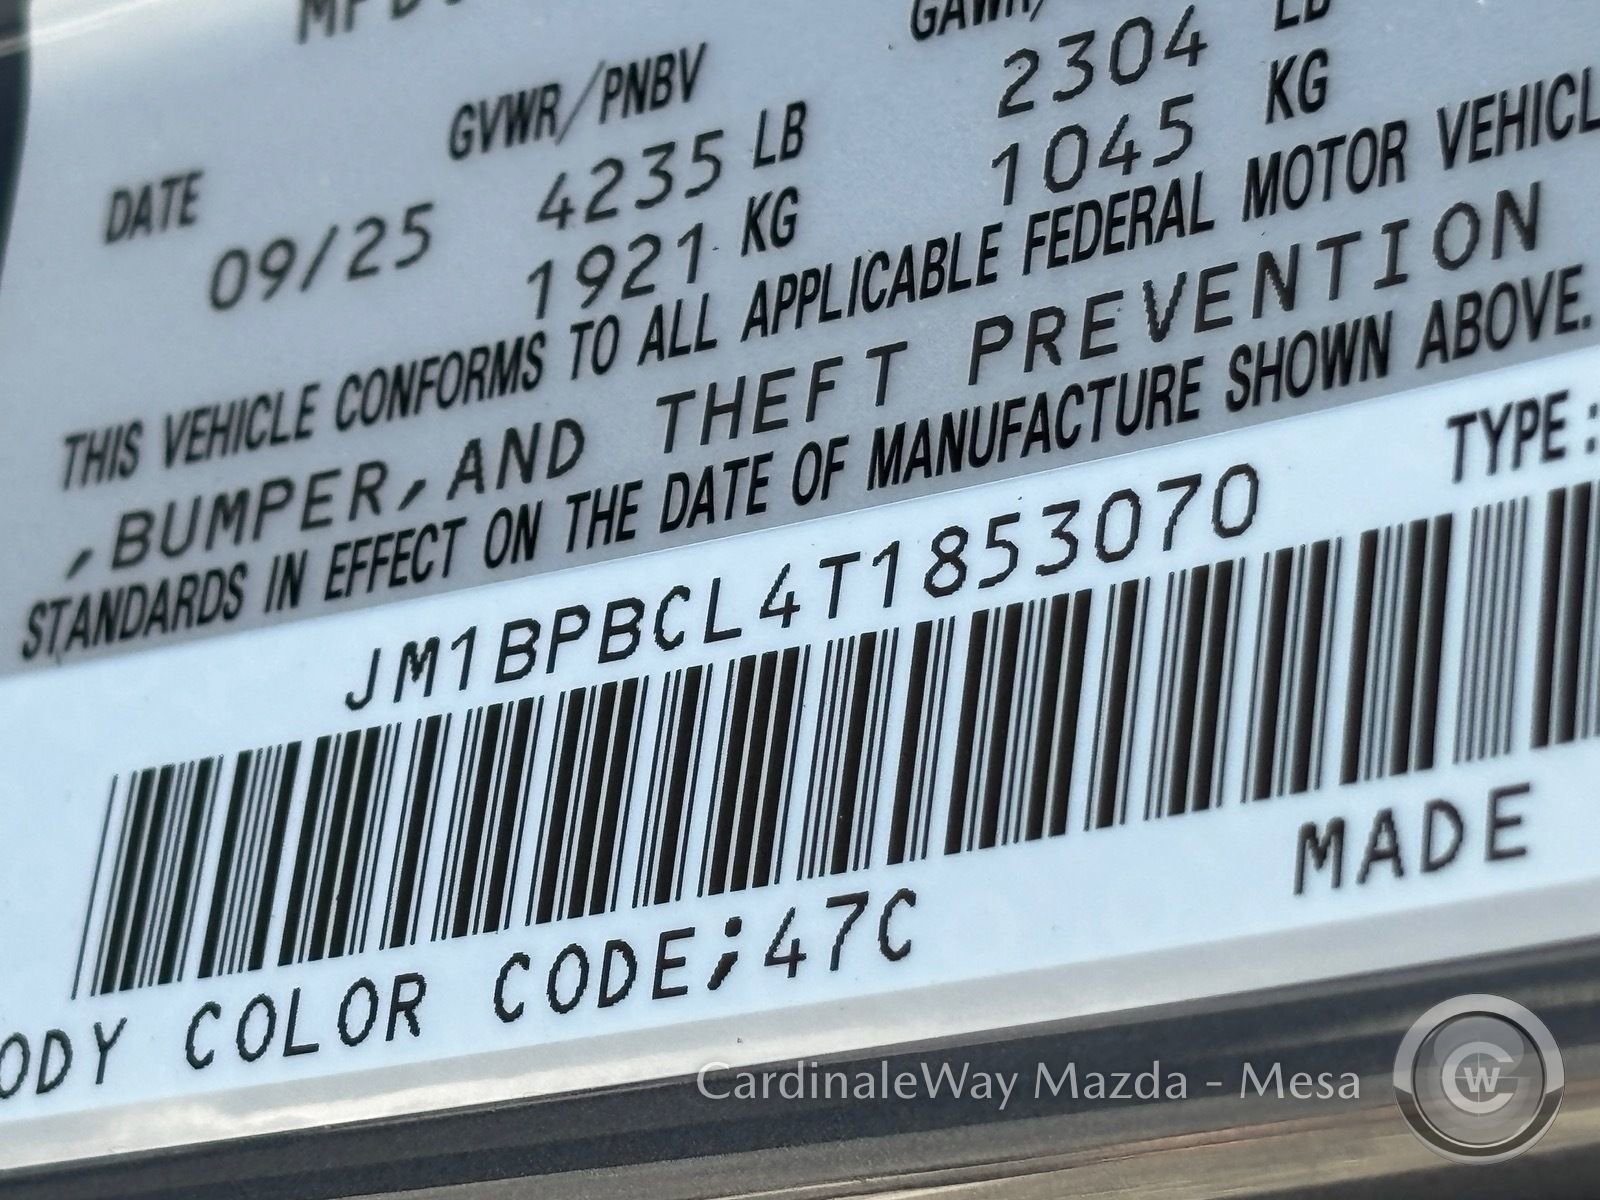 GVWR/PNBV
2304 LB
DATE 4235 LB 1045 KG
09/25 1921 KG
THIS VEHICLE CONFORMS TO ALL APPLICABLE FEDERAL MOTOR
,BUMPER,AND THEFT PREVENTION
STANDARDS IN EFFECT ON THE DATE OF MANUFACTURE SHOWN ABOVE.
JM1BPBCL4T1853070 TYPE:
MADE
ODY COLOR CODE;47C
CardinaleWay Mazda - Mesa
CW